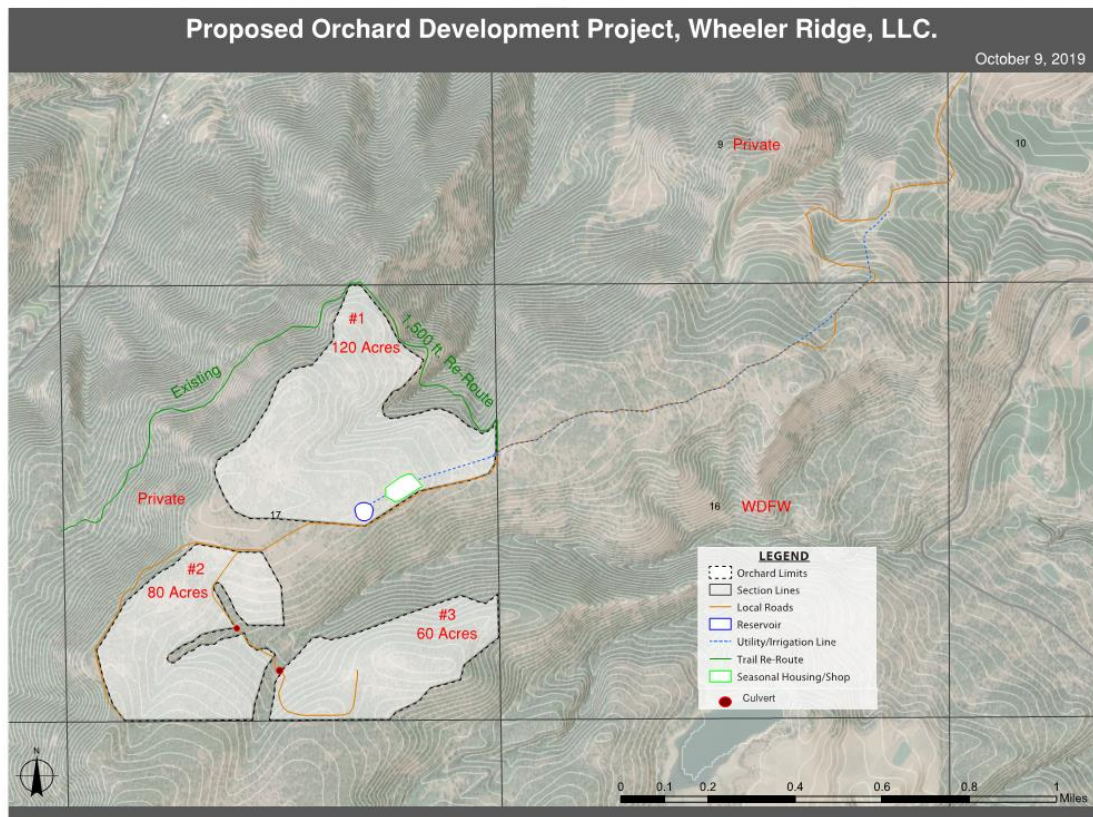 Proposed Orchard Development Project, Wheeler Ridge, LLC.
October 9, 2019
9 Private
10
#1
120 Acres
1,500 ft. Re-Route
Existing
Private
17
16 WDFW
#2
80 Acres
#3
60 Acres
LEGEND
Orchard Limits
Section Lines
Local Roads
Reservoir
Utility/Irrigation Line
Trail Re-Route
Seasonal Housing/Shop
Culvert
N
0 0.1 0.2 0.4 0.6 0.8 1
Miles